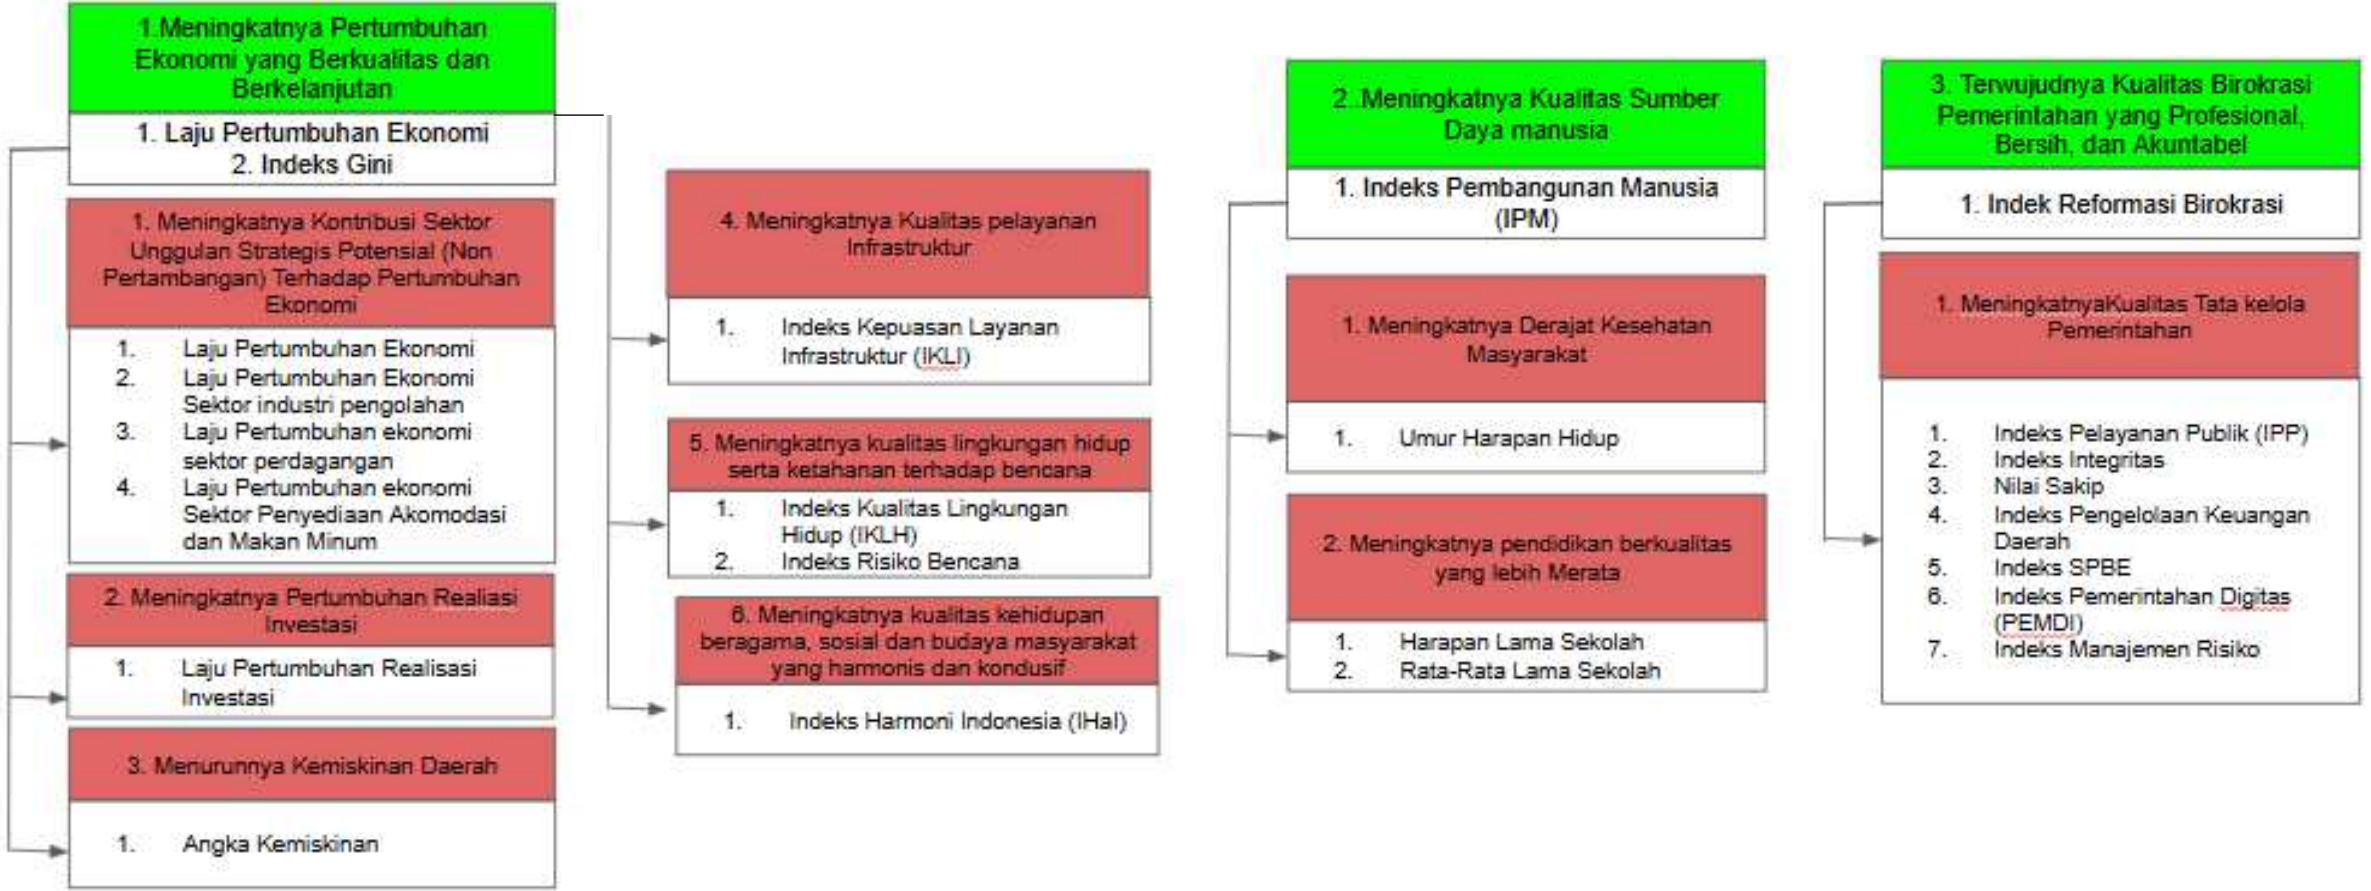 1.Meningkatnya Pertumbuhan
Ekonomi yang Berkualitas dan
Berkelanjutan
1. Laju Pertumbuhan Ekonomi
2. Indeks Gini
1. Meningkatnya Kontribusi Sektor
Unggulan Strategis Potensial (Non
Pertambangan) Terhadap Pertumbuhan
Ekonomi
1. Laju Pertumbuhan Ekonomi
2. Laju Pertumbuhan Ekonomi
Sektor industri pengolahan
3. Laju Pertumbuhan ekonomi
sektor perdagangan
4. Laju Pertumbuhan ekonomi
Sektor Penyediaan Akomodasi
dan Makan Minum
2. Meningkatnya Pertumbuhan Realiasi
Investasi
1. Laju Pertumbuhan Realisasi
Investasi
3. Menurunnya Kemiskinan Daerah
1. Angka Kemiskinan
4. Meningkatnya Kualitas pelayanan
Infrastruktur
1. Indeks Kepuasan Layanan
Infrastruktur (IKLI)
5. Meningkatnya kualitas lingkungan hidup
serta ketahanan terhadap bencana
1. Indeks Kualitas Lingkungan
Hidup (IKLH)
2. Indeks Risiko Bencana
6. Meningkatnya kualitas kehidupan
beragama, sosial dan budaya masyarakat
yang harmonis dan kondusif
1. Indeks Harmoni Indonesia (IHaI)
2..Meningkatnya Kualitas Sumber
Daya manusia
1. Indeks Pembangunan Manusia
(IPM)
1. Meningkatnya Derajat Kesehatan
Masyarakat
1. Umur Harapan Hidup
2. Meningkatnya pendidikan berkualitas
yang lebih Merata
1. Harapan Lama Sekolah
2. Rata-Rata Lama Sekolah
3. Terwujudnya Kualitas Birokrasi
Pemerintahan yang Profesional,
Bersih, dan Akuntabel
1. Indek Reformasi Birokrasi
1. MeningkatnyaKualitas Tata kelola
Pemerintahan
1. Indeks Pelayanan Publik (IPP)
2. Indeks Integritas
3. Nilai Sakip
4. Indeks Pengelolaan Keuangan
Daerah
5. Indeks SPBE
6. Indeks Pemerintahan Digitas
(PEMDI)
7. Indeks Manajemen Risiko